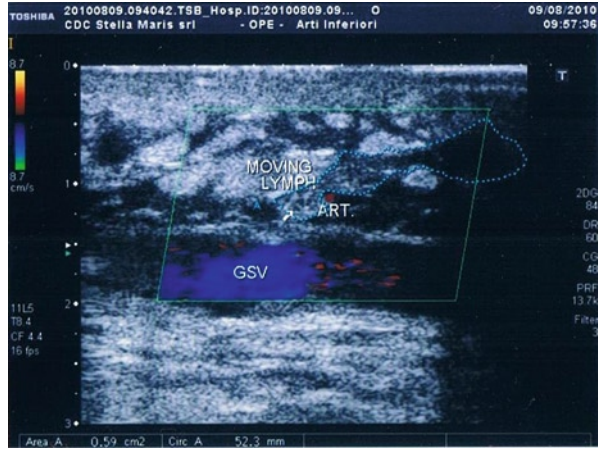 TOSHIBA
20100809.094042.TSB_Hosp.ID:20100809.09... O
09/08/2010
CDC Stella Maris srl - OPE - Arti Inferiori
09:57:36
T
8.7
8.7
cm/s
0
1
2
3
MOVING
LYMPH
A
ART.
GSV
2DG
84
DR
60
CG
48
PRF
13.7k
Filter
3
11L5
T8.4
CF 4.4
16 fps
Area A 0.59 cm2 Circ A 52.3 mm